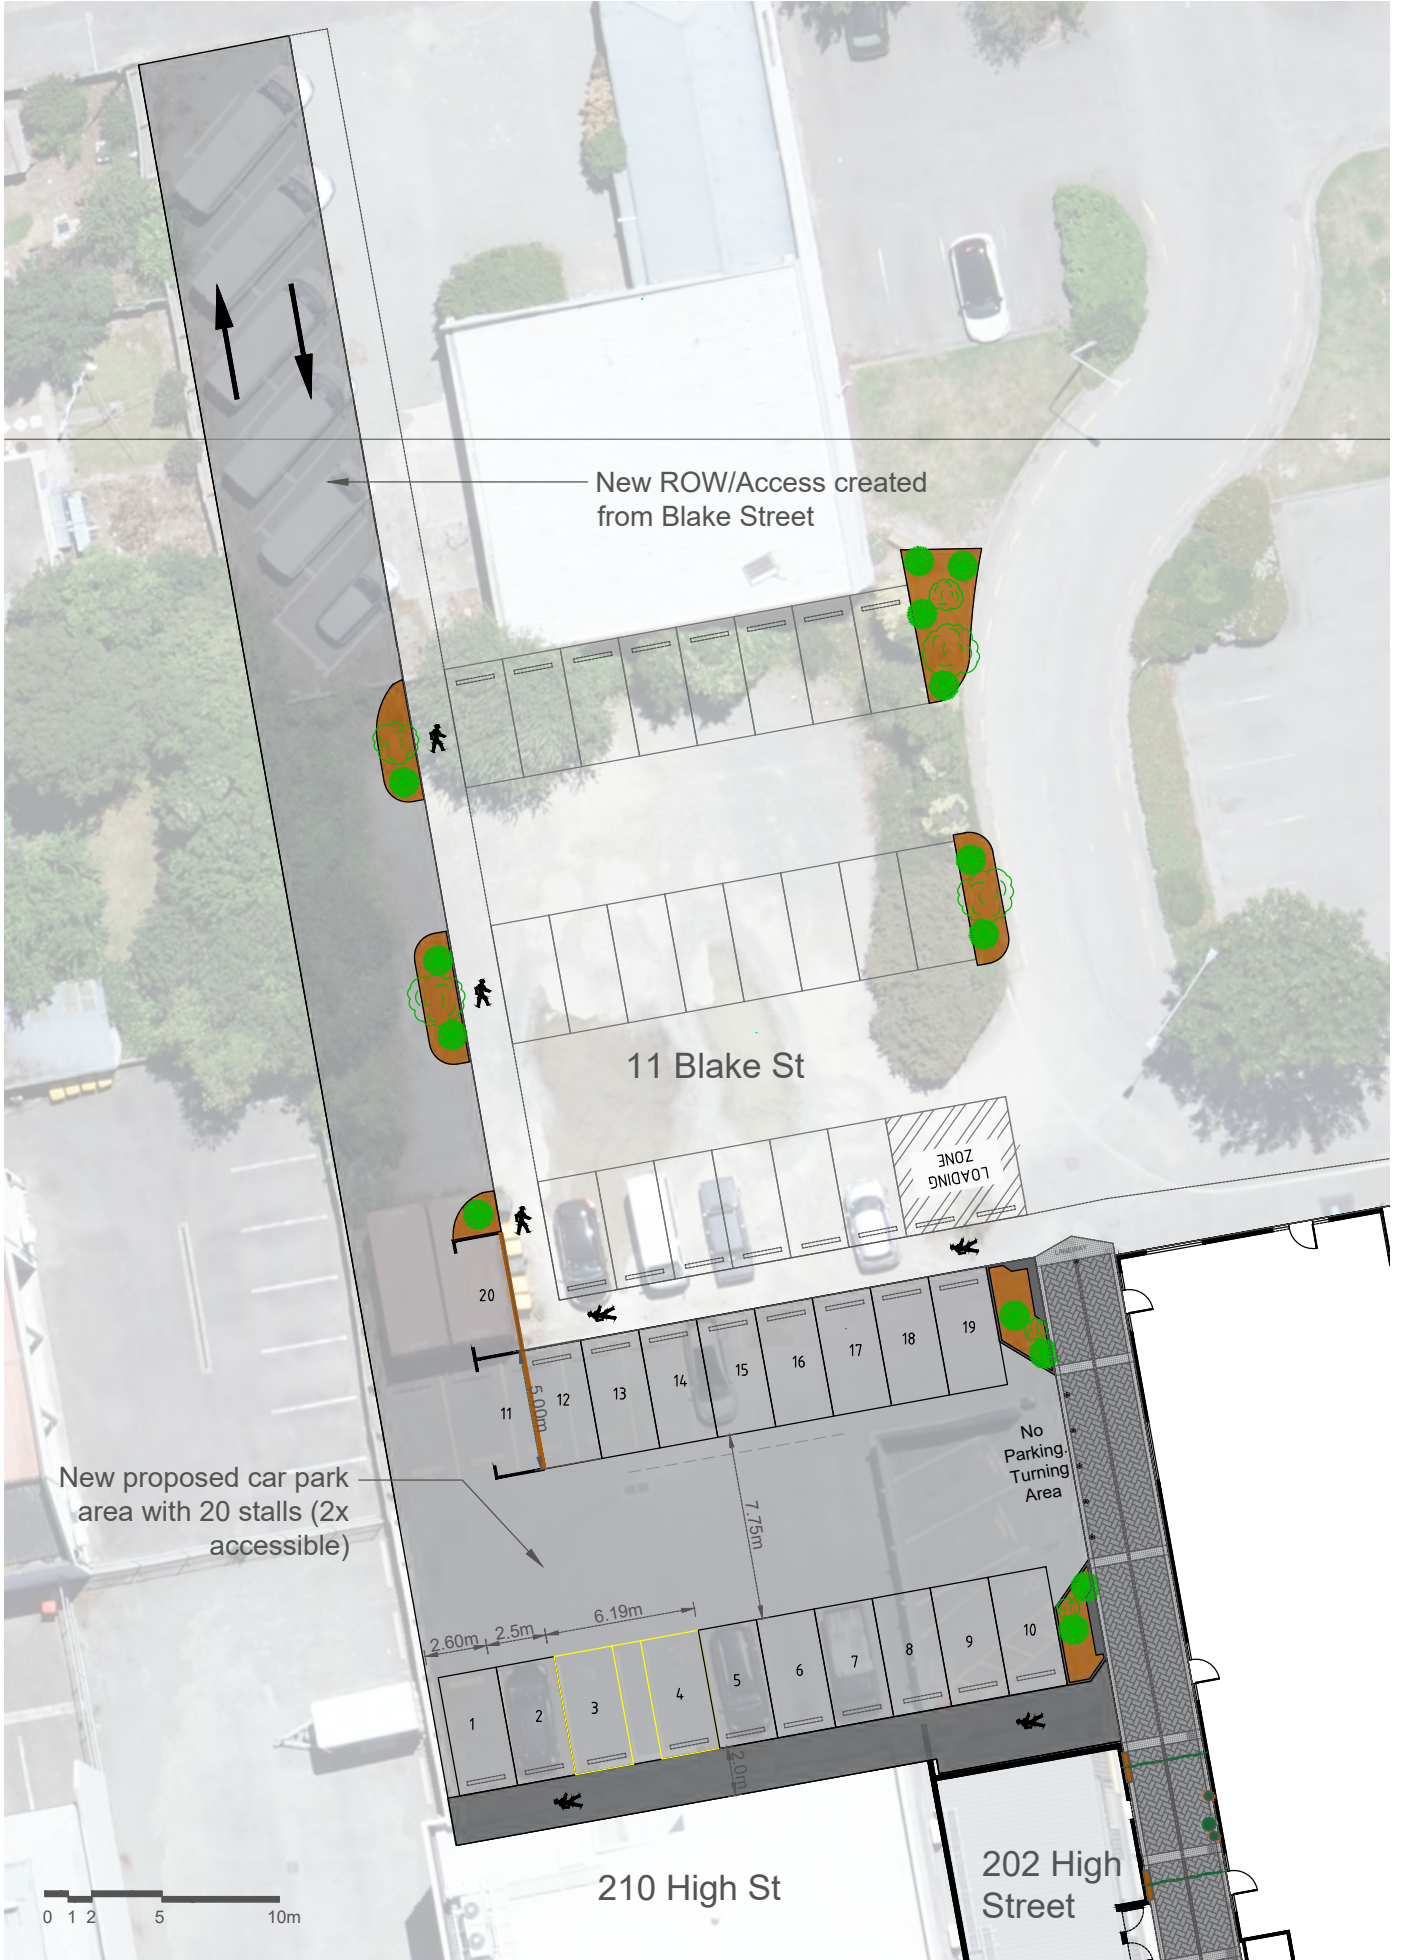 New ROW/Access created
from Blake Street
11 Blake St
LOADING
ZONE
LANEWAY
20
19
18
17
16
15
14
13
12
11
5.00m
No
Parking.
Turning
Area
New proposed car park
area with 20 stalls (2x
accessible)
7.75m
6.19m
2.5m
2.60m
10
9
8
7
6
5
4
3
2
1
2.0m
210 High St
202 High
Street
0 1 2 5 10m